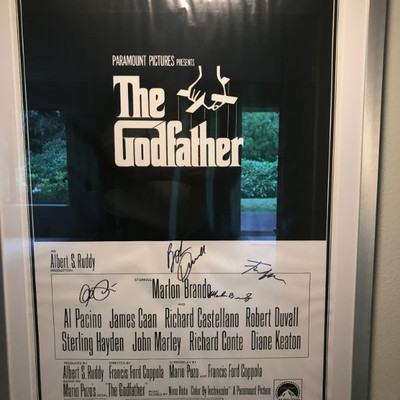 PARAMOUNT PICTURES PRESENTS
The
Godfather
AN
Albert S. Ruddy
PRODUCTION
STARRING
Marlon Brando
AND
Al Pacino James Caan Richard Castellano Robert Duvall
Sterling Hayden John Marley Richard Conte Diane Keaton
PRODUCED BY DIRECTED BY SCREENPLAY BY
Albert S. Ruddy Francis Ford Coppola Mario Puzo AND Francis Ford Coppola
BASED ON
Mario Puzo's "The Godfather" Nino Rota Color By Technicolor® A Paramount Picture